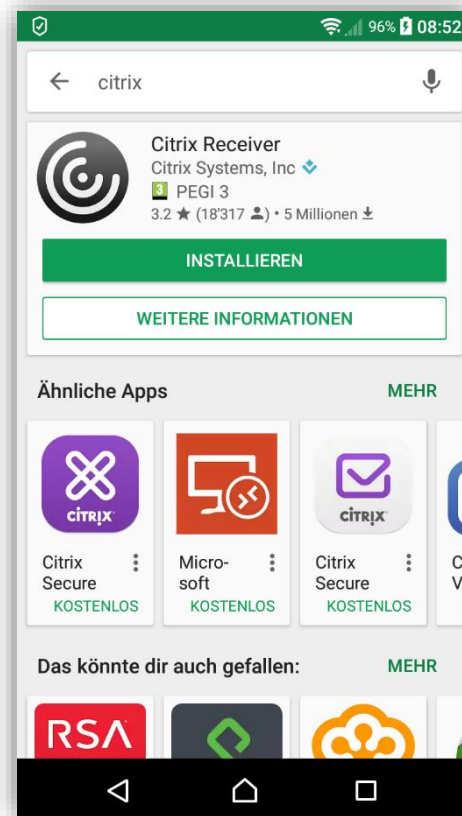 96% 08:52
citrix
Citrix Receiver
Citrix Systems, Inc
3 PEGI 3
3.2 ★ (18'317 ) • 5 Millionen
INSTALLIEREN
WEITERE INFORMATIONEN
Ähnliche Apps MEHR
CITRIX CITRIX
Citrix Micro- Citrix C
Secure soft Secure V
KOSTENLOS KOSTENLOS KOSTENLOS
Das könnte dir auch gefallen: MEHR
RSA